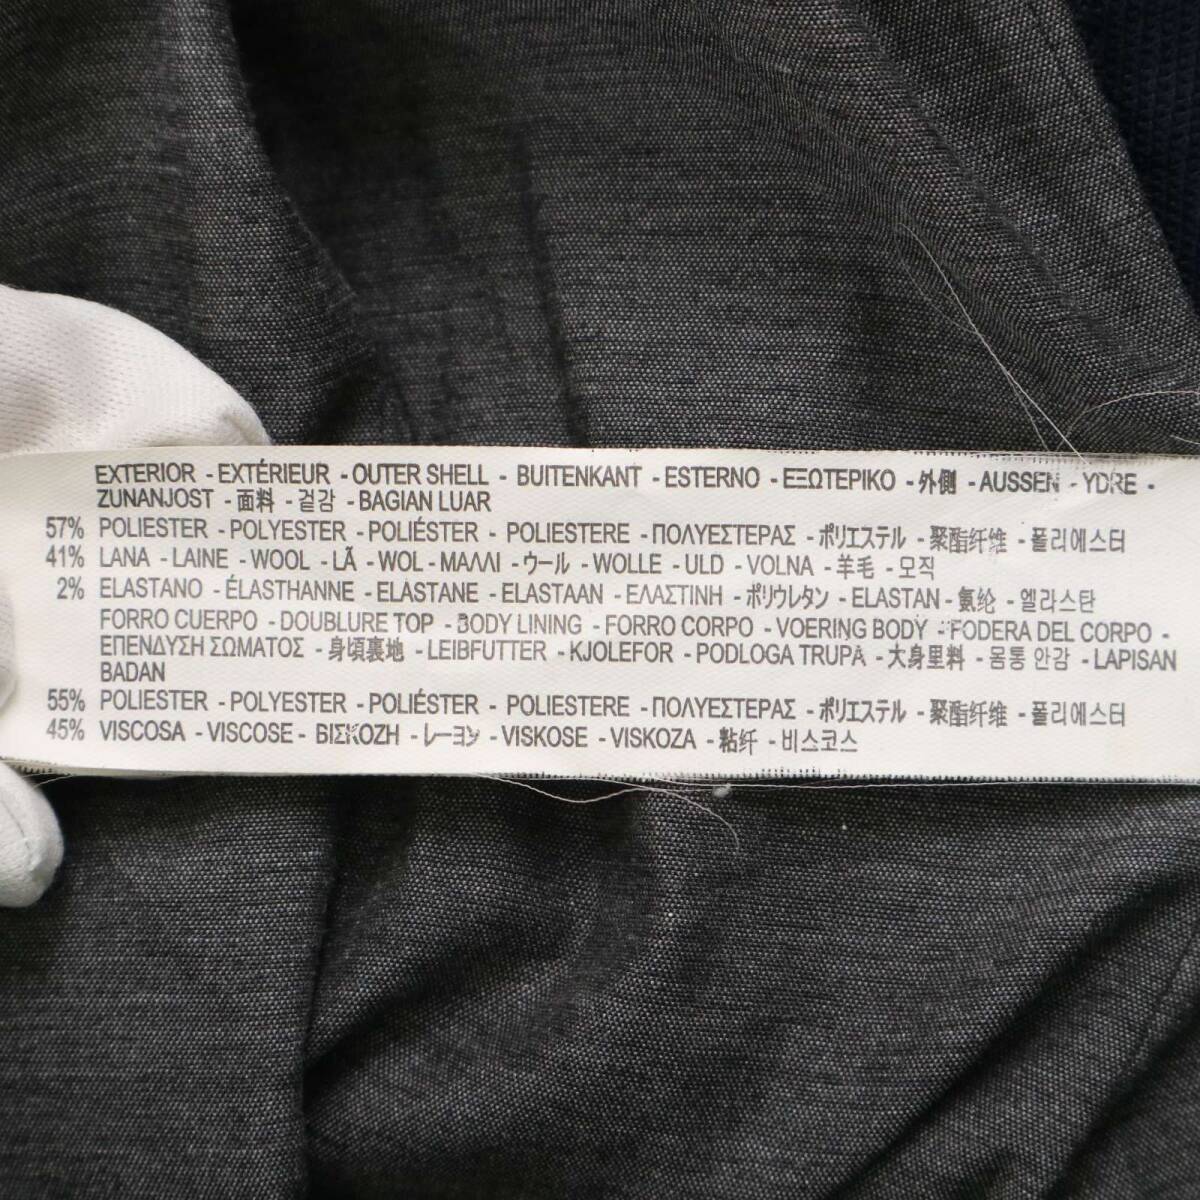 EXTERIOR - EXTÉRIEUR - OUTER SHELL - BUITENKANT - ESTERNO - ΕΞΩΤΕΡΙΚΟ - 外側 - AUSSEN - YDRE -
ZUNANJOST - 面料 - 겉감 - BAGIAN LUAR
57% POLIESTER - POLYESTER - POLIÉSTER - POLIESTERE - ΠΟΛΥΕΣΤΕΡΑΣ - ポリエステル - 聚酯纤维 - 폴리에스터
41% LANA - LAINE - WOOL - LÃ - WOL - ΜΑΛΛΙ - ウール - WOLLE - ULD - VOLNA - 羊毛 - 모직
2% ELASTANO - ÉLASTHANNE - ELASTANE - ELASTAAN - ΕΛΑΣΤΙΝΗ - ポリウレタン - ELASTAN - 氨纶 - 엘라스탄
FORRO CUERPO - DOUBLURE TOP - BODY LINING - FORRO CORPO - VOERING BODY - FODERA DEL CORPO -
ΕΠΕΝΔΥΣΗ ΣΩΜΑΤΟΣ - 身頃裏地 - LEIBFUTTER - KJOLEFOR - PODLOGA TRUPA - 大身里料 - 몸통 안감 - LAPISAN
BADAN
55% POLIESTER - POLYESTER - POLIÉSTER - POLIESTERE - ΠΟΛΥΕΣΤΕΡΑΣ - ポリエステル - 聚酯纤维 - 폴리에스터
45% VISCOSA - VISCOSE - ΒΙΣΚΟΖΗ - レーヨン - VISKOSE - VISKOZA - 粘纤 - 비스코스